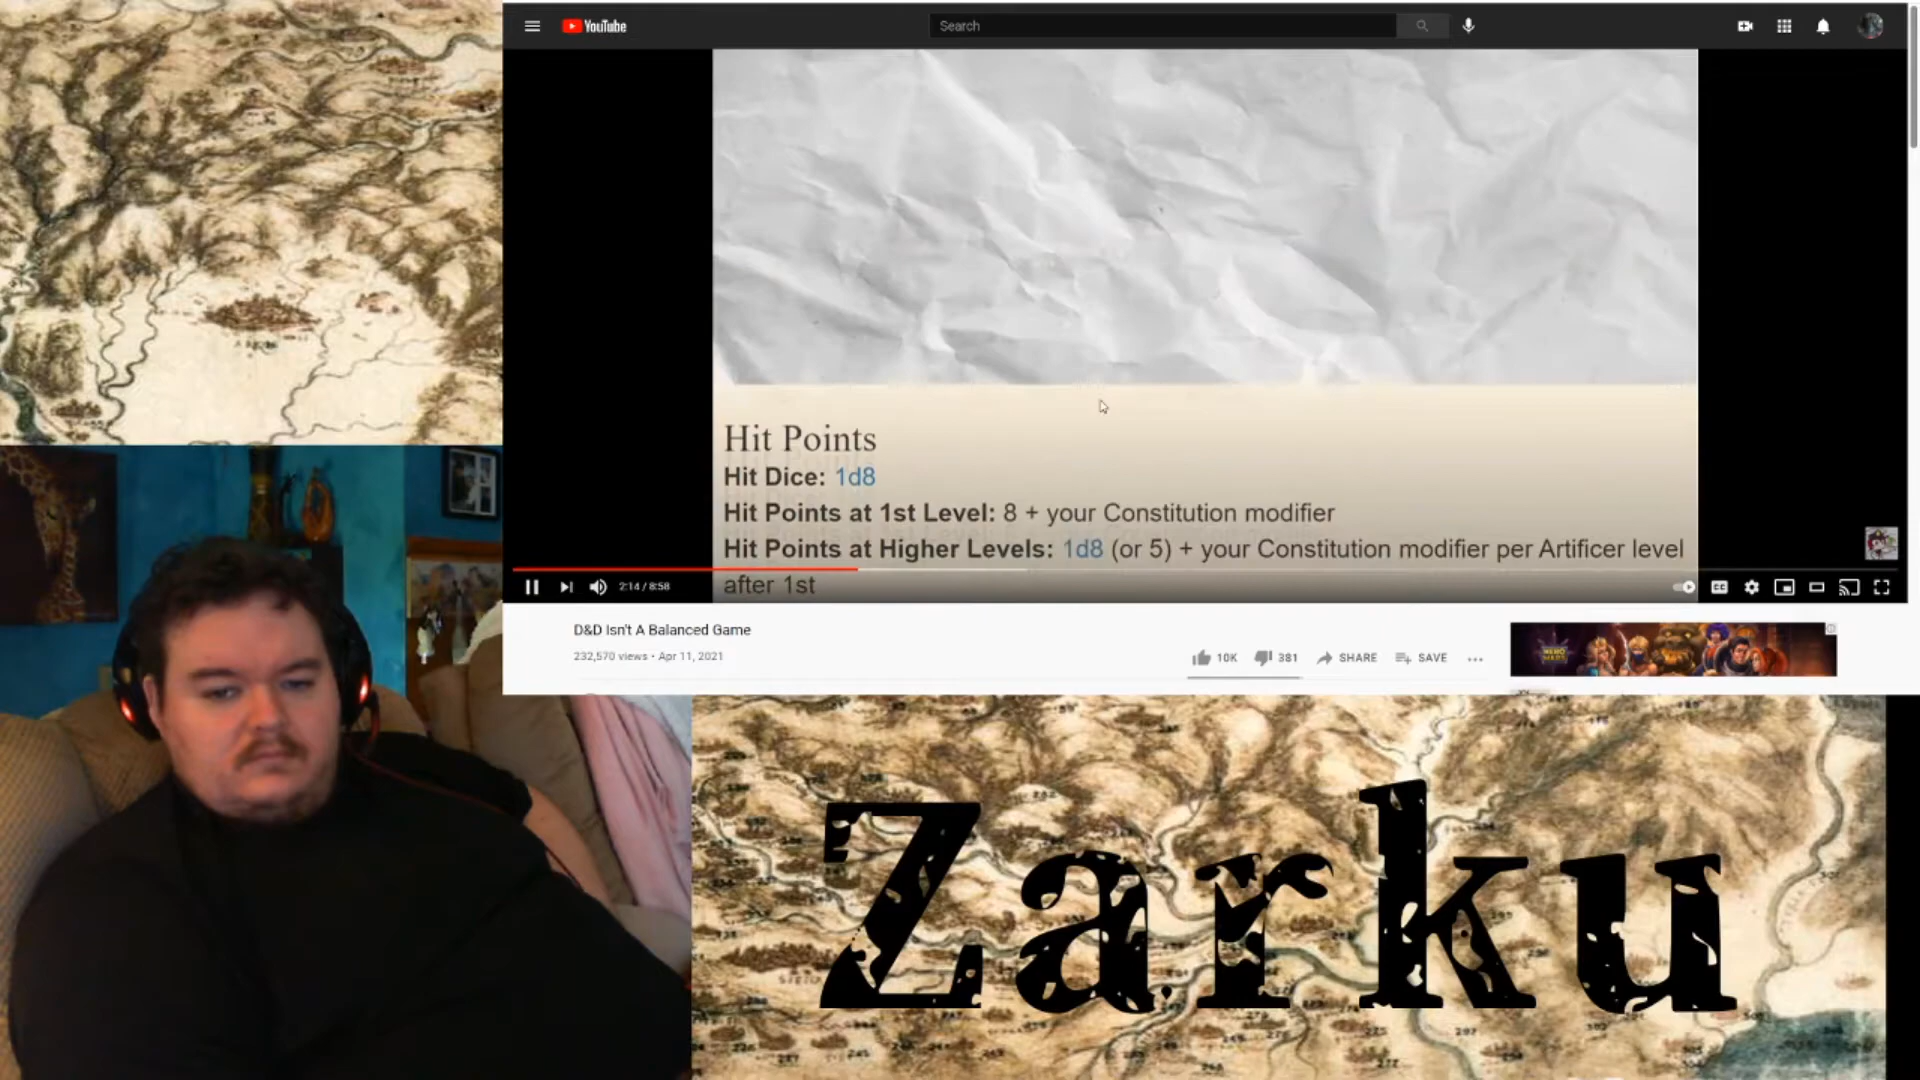 YouTube
Search
Hit Points
Hit Dice: 1d8
Hit Points at 1st Level: 8 + your Constitution modifier
Hit Points at Higher Levels: 1d8 (or 5) + your Constitution modifier per Artificer level
after 1st
2:14 / 8:58
CC
D&D Isn't A Balanced Game
232,570 views • Apr 11, 2021
10K
381
SHARE
SAVE
Zarku